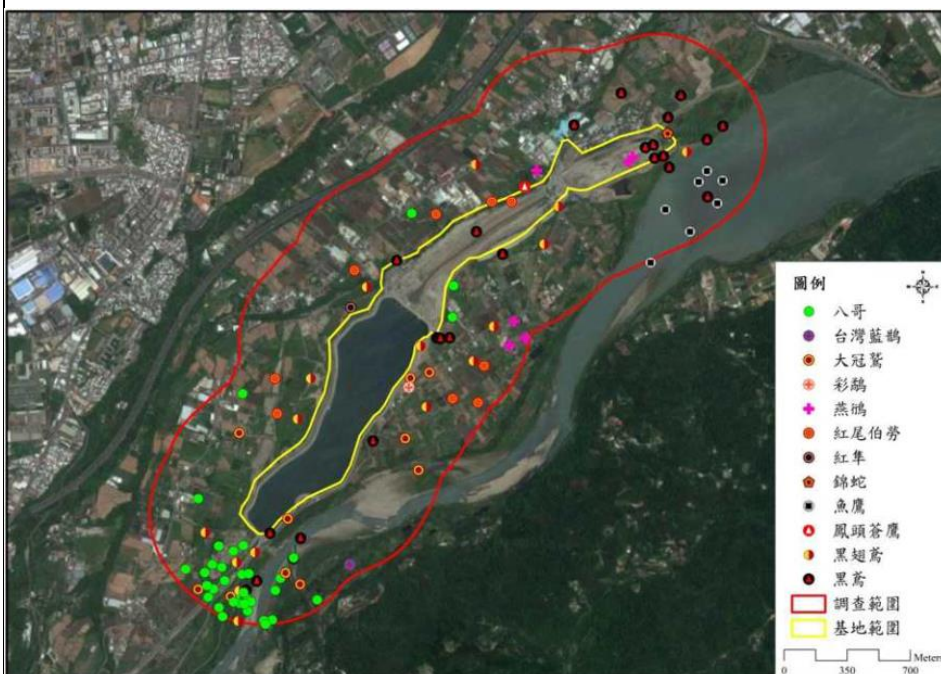 圖例
八哥
台灣藍鵲
大冠鷲
彩鷸
燕鴴
紅尾伯勞
紅隼
錦蛇
魚鷹
鳳頭蒼鷹
黑翅鳶
黑鳶
調查範圍
基地範圍
Meters
0 350 700